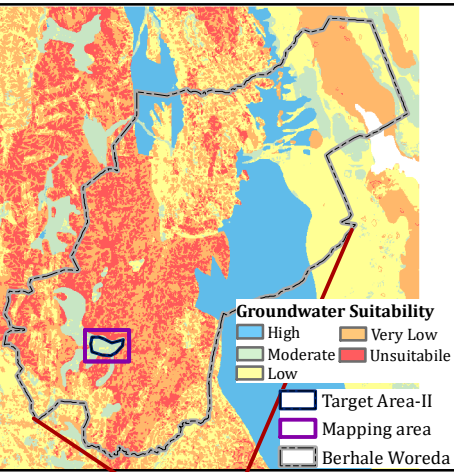 Groundwater Suitability
High
Very Low
Moderate
Unsuitabile
Low
Target Area-II
Mapping area
Berhale Woreda